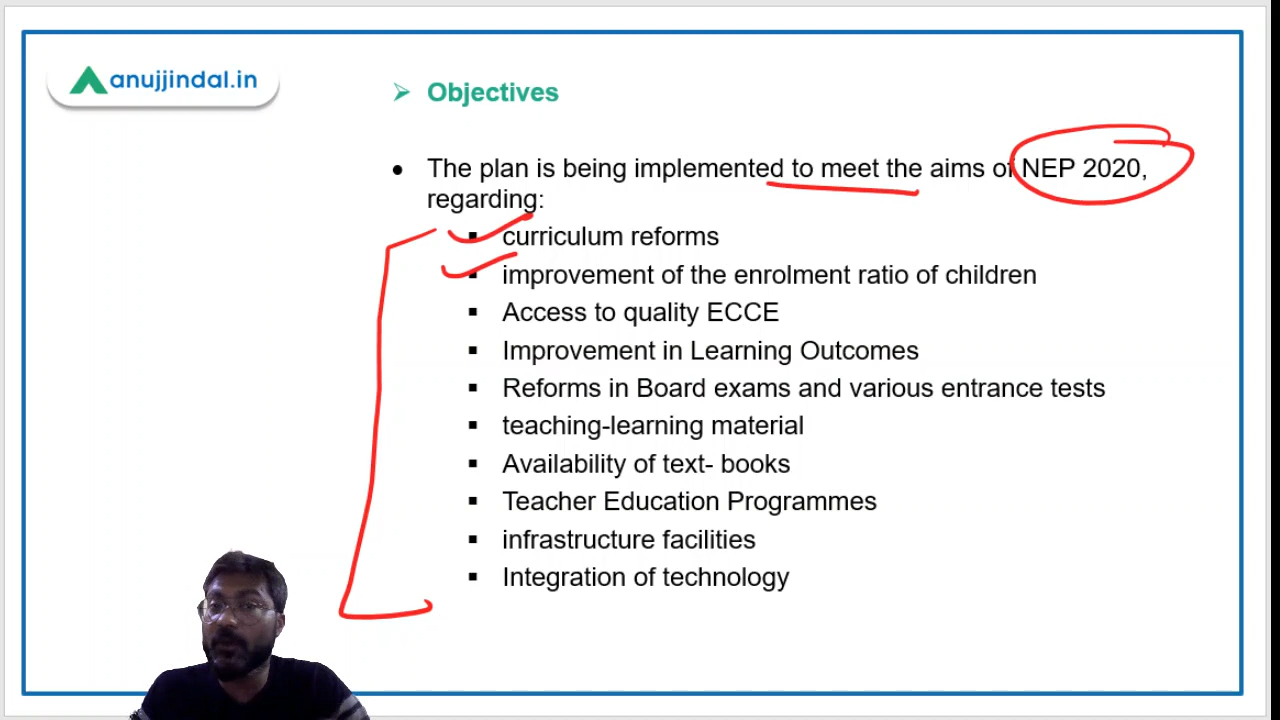 anujjindal.in
Objectives
The plan is being implemented to meet the aims of NEP 2020,
regarding:
curriculum reforms
improvement of the enrolment ratio of children
Access to quality ECCE
Improvement in Learning Outcomes
Reforms in Board exams and various entrance tests
teaching-learning material
Availability of text- books
Teacher Education Programmes
infrastructure facilities
Integration of technology